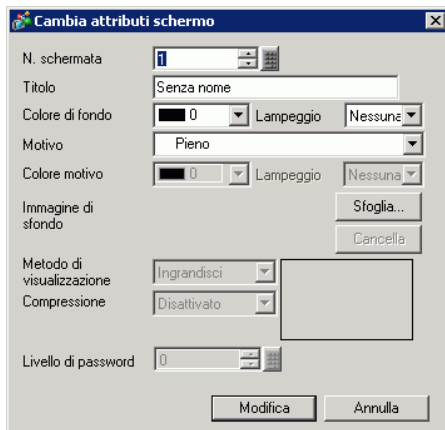 Cambia attributi schermo
N. schermata 1
Titolo Senza nome
Colore di fondo 0 Lampeggio Nessuna
Motivo Pieno
Colore motivo 0 Lampeggio Nessuna
Immagine di sfondo Sfoglia...
Cancella
Metodo di visualizzazione Ingrandisci
Compressione Disattivato
Livello di password 0
Modifica Annulla